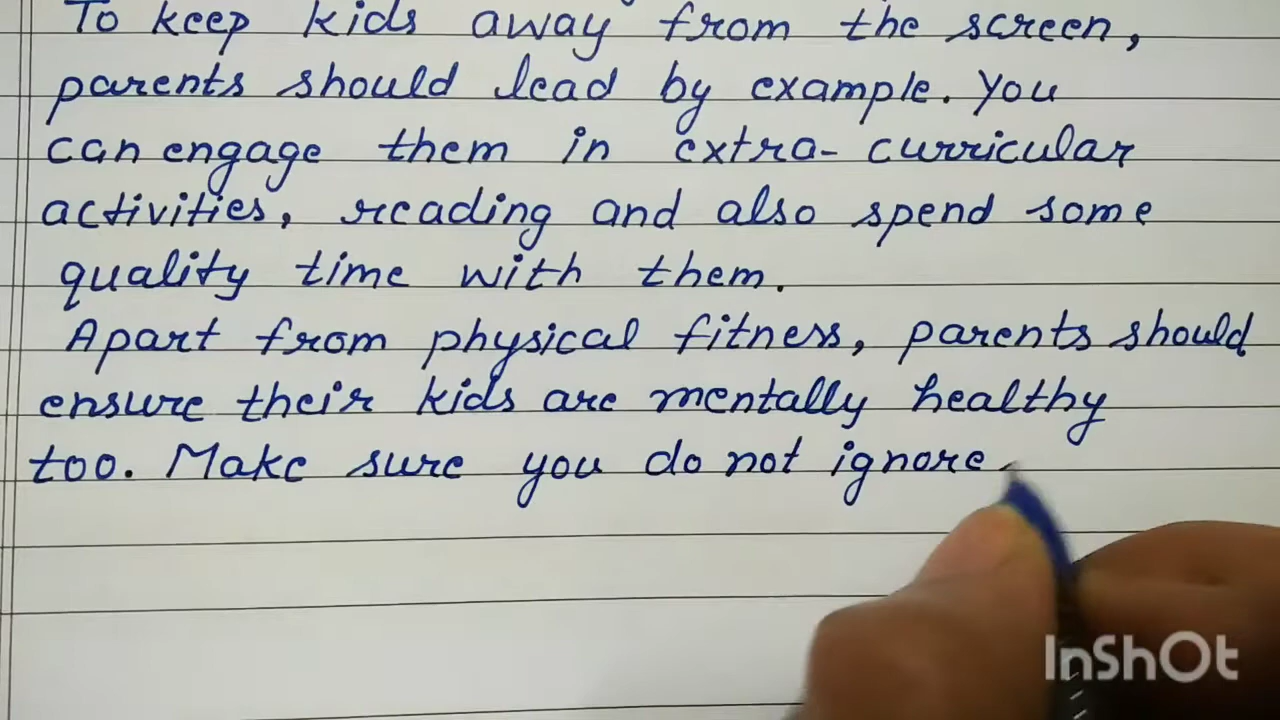 To keep kids away from the screen,
parents should lead by example. You
can engage them in extra-curricular
activities, reading and also spend some
quality time with them.
Apart from physical fitness, parents should
ensure their kids are mentally healthy
too. Make sure you do not ignore
InShOt